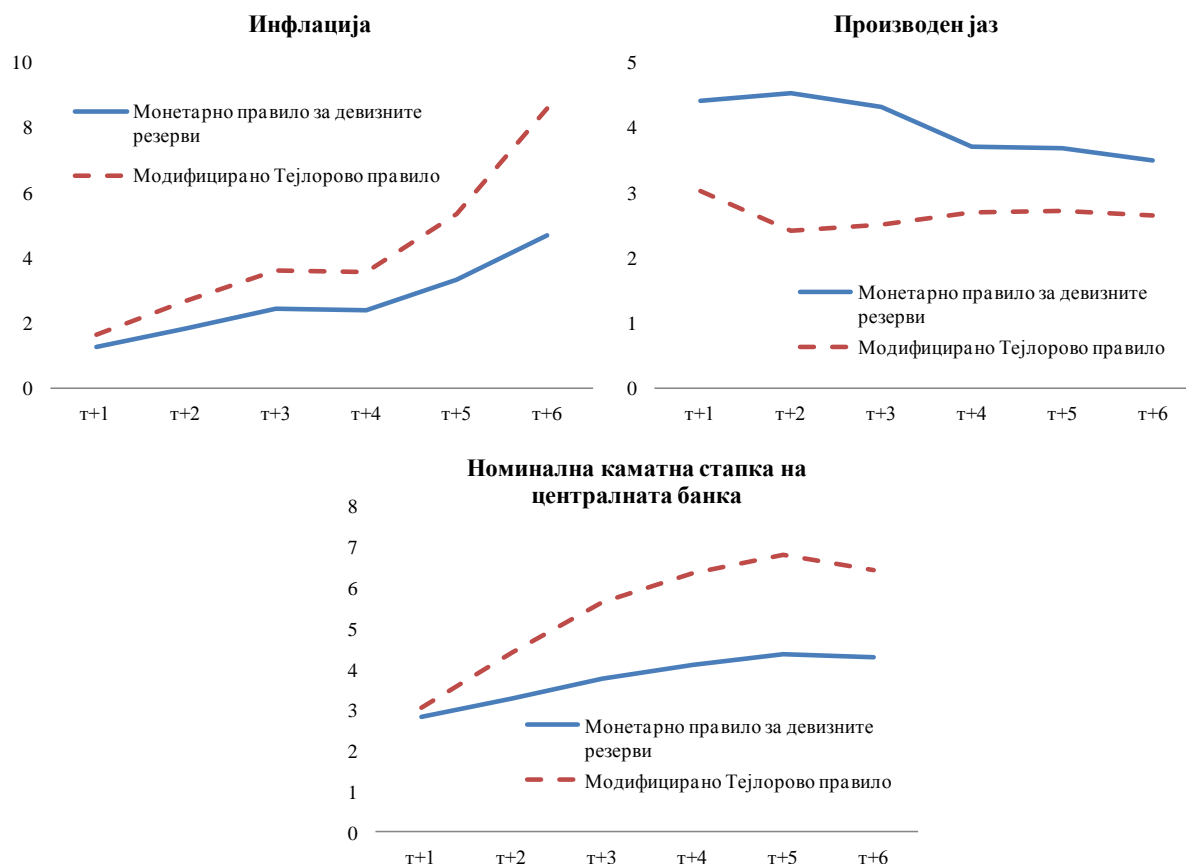 Инфлација
10
8
6
4
2
0
Монетарно правило за девизните
резерви
Модифицирано Тејлорово правило
т+1 т+2 т+3 т+4 т+5 т+6
Производен јаз
5
4
3
2
1
0
Монетарно правило за девизните
резерви
Модифицирано Тејлорово правило
т+1 т+2 т+3 т+4 т+5 т+6
Номинална каматна стапка на
централната банка
8
7
6
5
4
3
2
1
0
Монетарно правило за девизните
резерви
Модифицирано Тејлорово правило
т+1 т+2 т+3 т+4 т+5 т+6